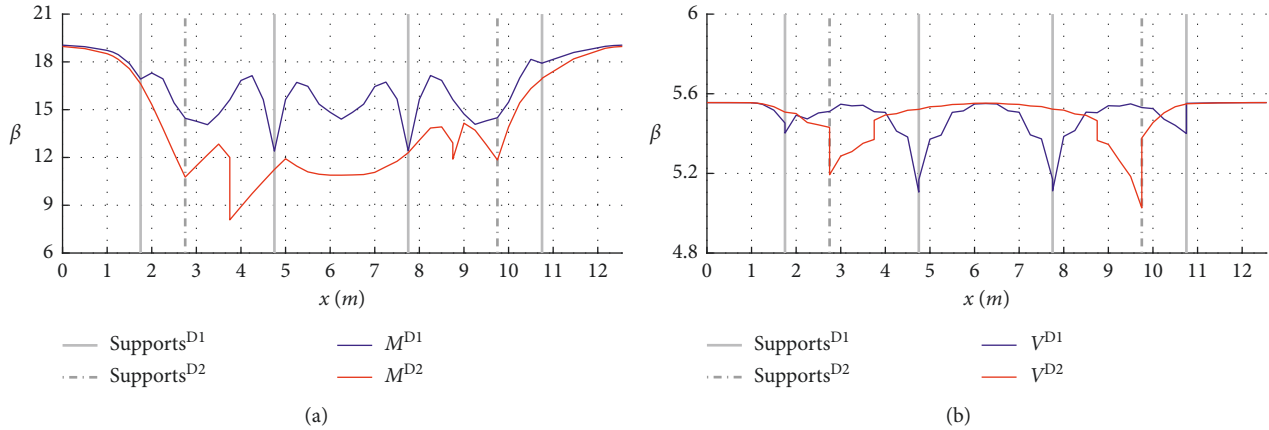 21
18
15
12
9
6
β
0 1 2 3 4 5 6 7 8 9 10 11 12
x (m)
Supports^D1
Supports^D2
M^D1
M^D2
(a)
6
5.6
5.2
4.8
β
0 1 2 3 4 5 6 7 8 9 10 11 12
x (m)
Supports^D1
Supports^D2
V^D1
V^D2
(b)